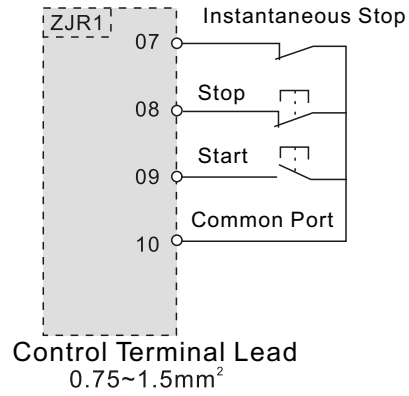 Instantaneous Stop
ZJR1
07
Stop
08
Start
09
Common Port
10
Control Terminal Lead
0.75~1.5mm²